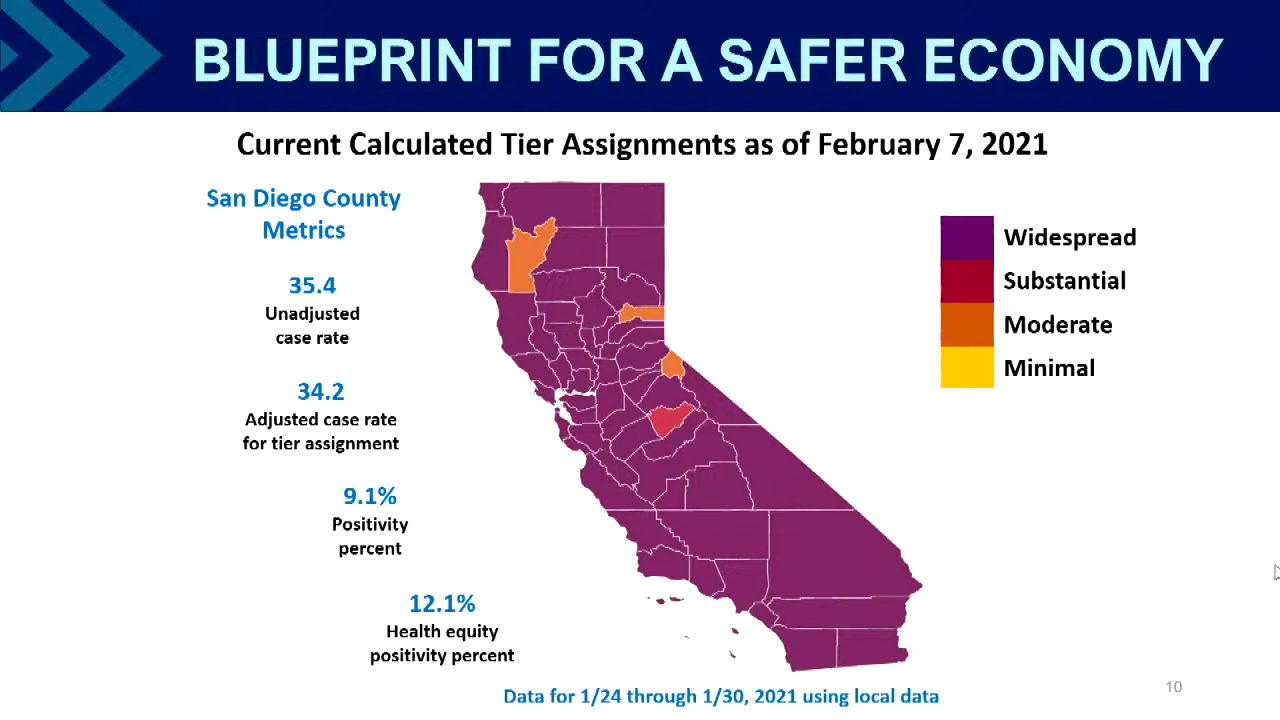 BLUEPRINT FOR A SAFER ECONOMY
Current Calculated Tier Assignments as of February 7, 2021
San Diego County
Metrics
35.4
Unadjusted
case rate
34.2
Adjusted case rate
for tier assignment
9.1%
Positivity
percent
12.1%
Health equity
positivity percent
Widespread
Substantial
Moderate
Minimal
Data for 1/24 through 1/30, 2021 using local data
10